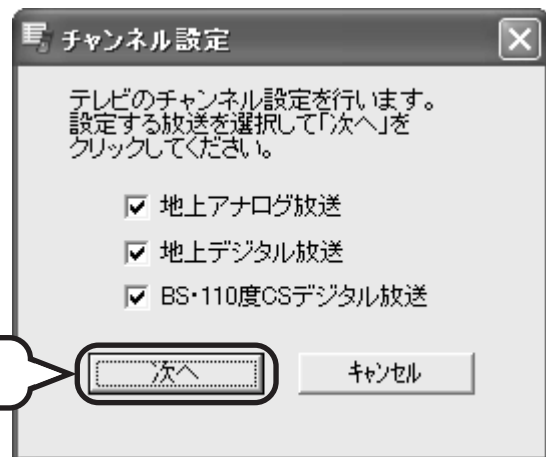 チャンネル設定
テレビのチャンネル設定を行います。
設定する放送を選択して「次へ」を
クリックしてください。
地上アナログ放送
地上デジタル放送
BS・110度CSデジタル放送
次へ
キャンセル